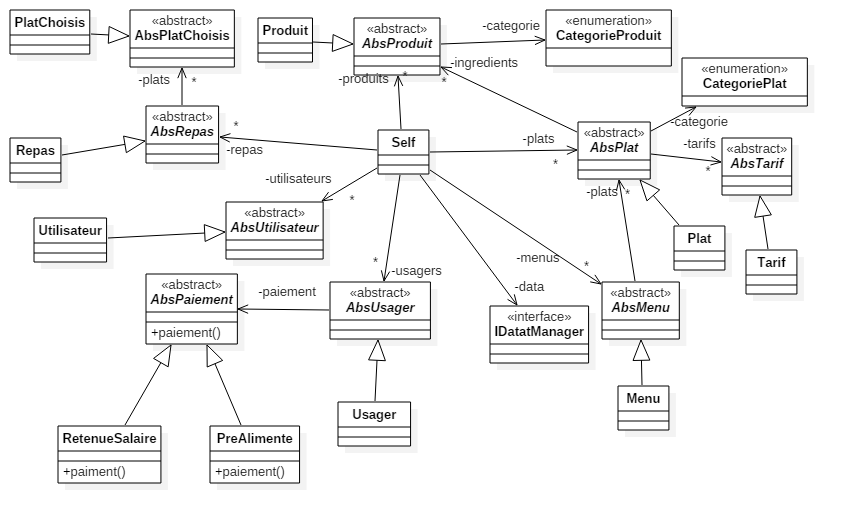 PlatChoisis
«abstract»
AbsPlatChoisis
Produit
«abstract»
AbsProduit
-categorie
«enumeration»
CategorieProduit
-plats
*
-produits
*
-ingredients
*
«enumeration»
CategoriePlat
-categorie
Repas
«abstract»
AbsRepas
*
-repas
Self
-plats
*
«abstract»
AbsPlat
-tarifs
*
«abstract»
AbsTarif
-utilisateurs
*
-plats
*
Utilisateur
«abstract»
AbsUtilisateur
Plat
Tarif
«abstract»
AbsPaiement
+paiement()
-paiement
*
-usagers
«abstract»
AbsUsager
-data
«interface»
IDatatManager
-menus
*
«abstract»
AbsMenu
RetenueSalaire
+paiment()
PreAlimente
+paiement()
Usager
Menu